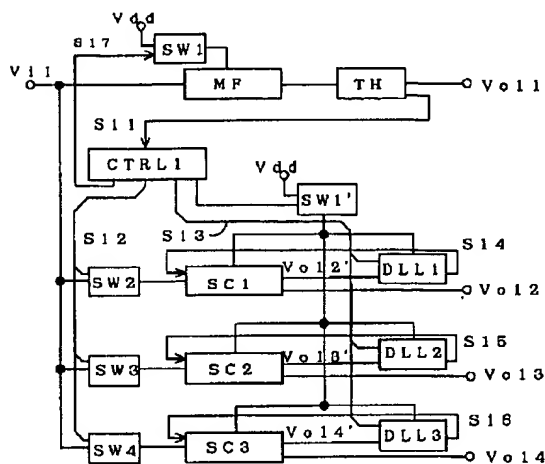 Vdd
S17
SW1
Vi1
MF
TH
Vo11
S11
CTRL1
Vdd
SW1'
S12
S13
S14
Vo12'
DLL1
SW2
SC1
Vo12
S15
Vo13'
DLL2
SW3
SC2
Vo13
S16
Vo14'
DLL3
SW4
SC3
Vo14